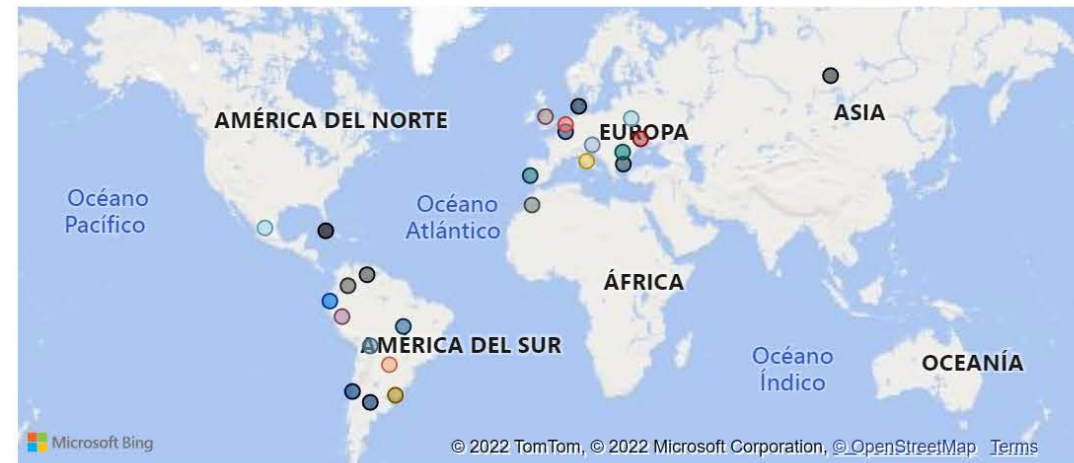 AMÉRICA DEL NORTE
EUROPA
ASIA
Océano
Pacífico
Océano
Atlántico
ÁFRICA
AMÉRICA DEL SUR
Océano
Índico
OCEANÍA
Microsoft Bing
© 2022 TomTom, © 2022 Microsoft Corporation, © OpenStreetMap Terms